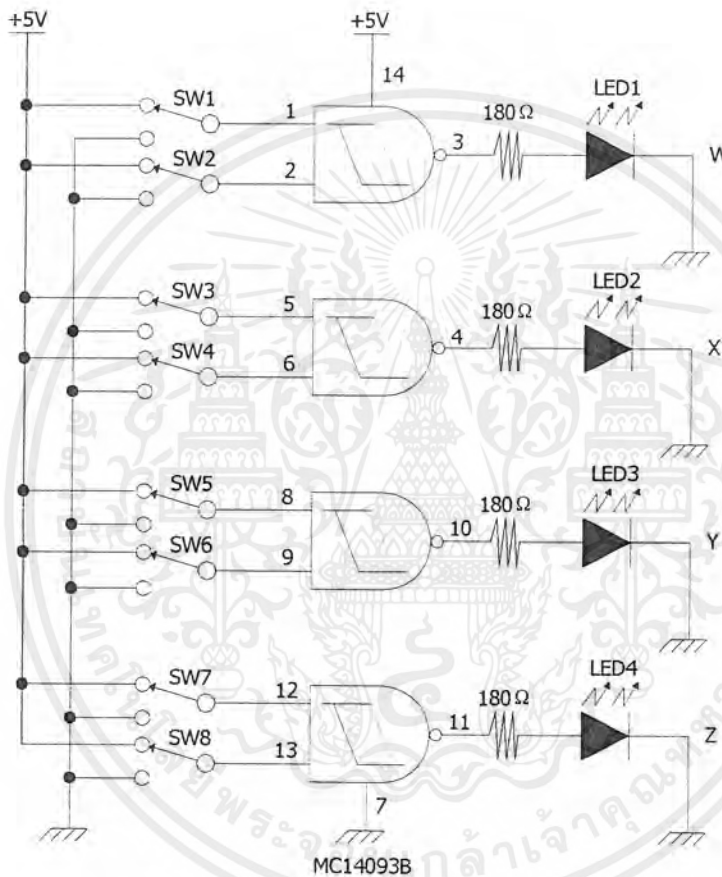 +5V
+5V
14
SW1
1
LED1
180 Ω
3
SW2
2
W
SW3
5
LED2
180 Ω
4
SW4
6
X
SW5
8
LED3
180 Ω
10
SW6
9
Y
SW7
12
LED4
180 Ω
11
SW8
13
Z
7
MC14093B